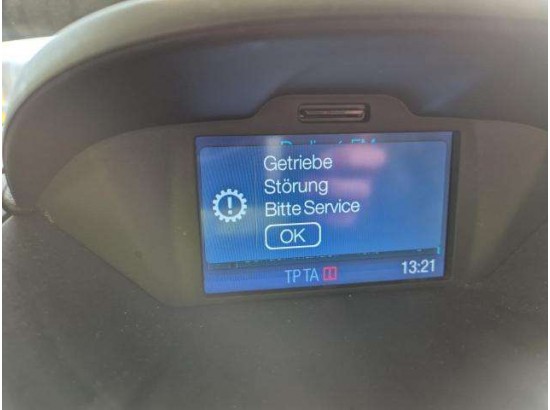 Getriebe
Störung
Bitte Service
OK
TP TA
13:21